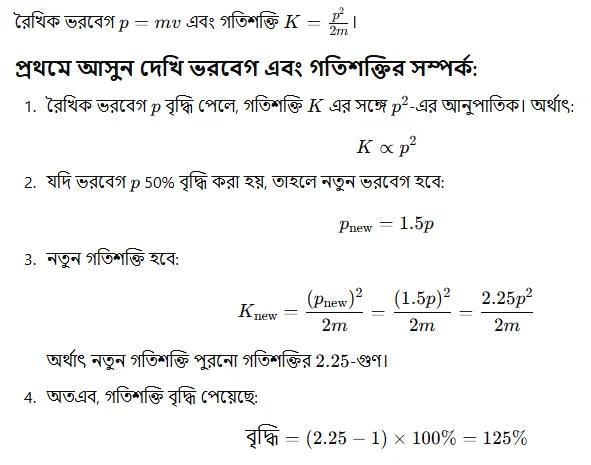 রৈখিক ভরবেগ p = mv এবং গতিশক্তি K = p²/2m ।
প্রথমে আসুন দেখি ভরবেগ এবং গতিশক্তির সম্পর্ক:
1. রৈখিক ভরবেগ p বৃদ্ধি পেলে, গতিশক্তি K এর সঙ্গে p²-এর আনুপাতিক। অর্থাৎ:
K ∝ p²
2. যদি ভরবেগ p 50% বৃদ্ধি করা হয়, তাহলে নতুন ভরবেগ হবে:
p_new = 1.5p
3. নতুন গতিশক্তি হবে:
K_new = (p_new)²/2m = (1.5p)²/2m = 2.25p²/2m
অর্থাৎ নতুন গতিশক্তি পুরনো গতিশক্তির 2.25-গুণ।
4. অতএব, গতিশক্তি বৃদ্ধি পেয়েছে:
বৃদ্ধি = (2.25 − 1) × 100% = 125%